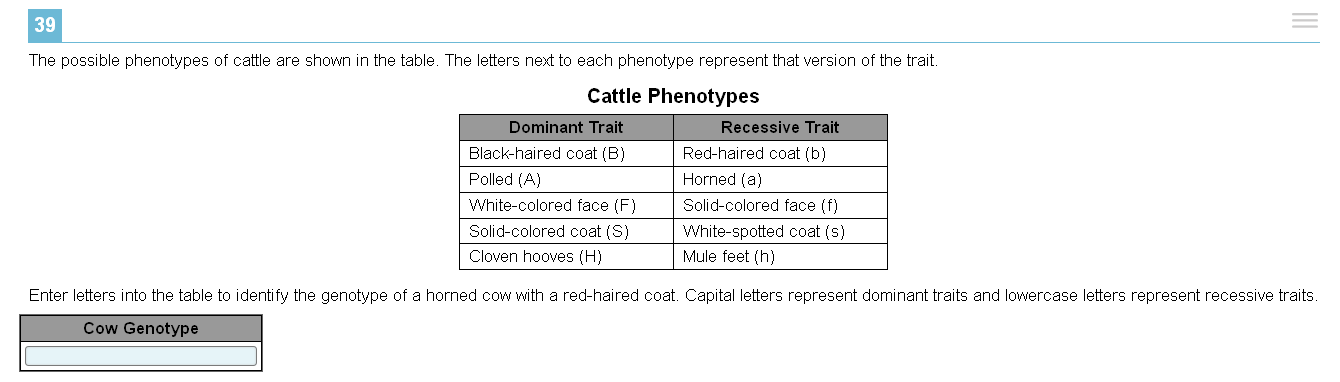 39
The possible phenotypes of cattle are shown in the table. The letters next to each phenotype represent that version of the trait.
Cattle Phenotypes
Dominant Trait Recessive Trait
Black-haired coat (B) Red-haired coat (b)
Polled (A) Horned (a)
White-colored face (F) Solid-colored face (f)
Solid-colored coat (S) White-spotted coat (s)
Cloven hooves (H) Mule feet (h)
Enter letters into the table to identify the genotype of a horned cow with a red-haired coat. Capital letters represent dominant traits and lowercase letters represent recessive traits.
Cow Genotype